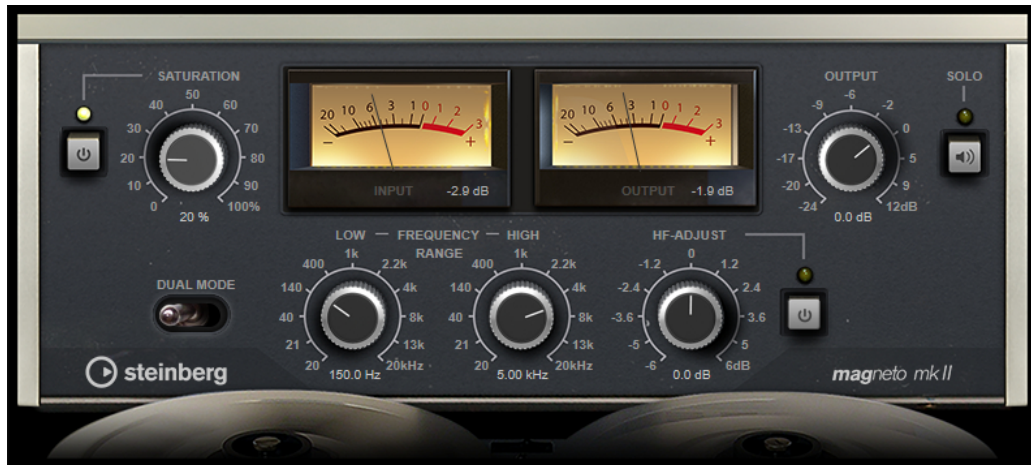 SATURATION
0 10 20 30 40 50 60 70 80 90 100%
20 %
20 10 6 3 1 0 1 2 3
− +
INPUT -2.9 dB
20 10 6 3 1 0 1 2 3
− +
OUTPUT -1.9 dB
OUTPUT
-24 -20 -17 -13 -9 -6 -2 0 5 9 12dB
0.0 dB
SOLO
DUAL MODE
LOW — FREQUENCY — HIGH
RANGE
20 21 40 140 400 1k 2.2k 4k 8k 13k 20kHz
150.0 Hz
20 21 40 140 400 1k 2.2k 4k 8k 13k 20kHz
5.00 kHz
HF-ADJUST
-6 -5 -3.6 -2.4 -1.2 0 1.2 2.4 3.6 5 6dB
0.0 dB
steinberg
magneto mk II